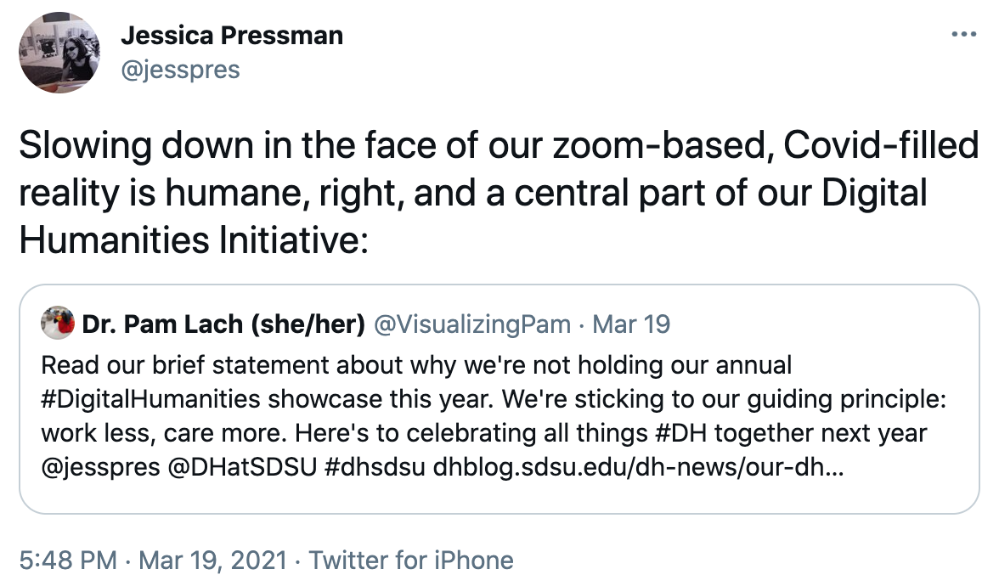 Jessica Pressman
@jesspres
Slowing down in the face of our zoom-based, Covid-filled
reality is humane, right, and a central part of our Digital
Humanities Initiative:
Dr. Pam Lach (she/her) @VisualizingPam · Mar 19
Read our brief statement about why we're not holding our annual
#DigitalHumanities showcase this year. We're sticking to our guiding principle:
work less, care more. Here's to celebrating all things #DH together next year
@jesspres @DHatSDSU #dhsdsu dhblog.sdsu.edu/dh-news/our-dh...
5:48 PM · Mar 19, 2021 · Twitter for iPhone